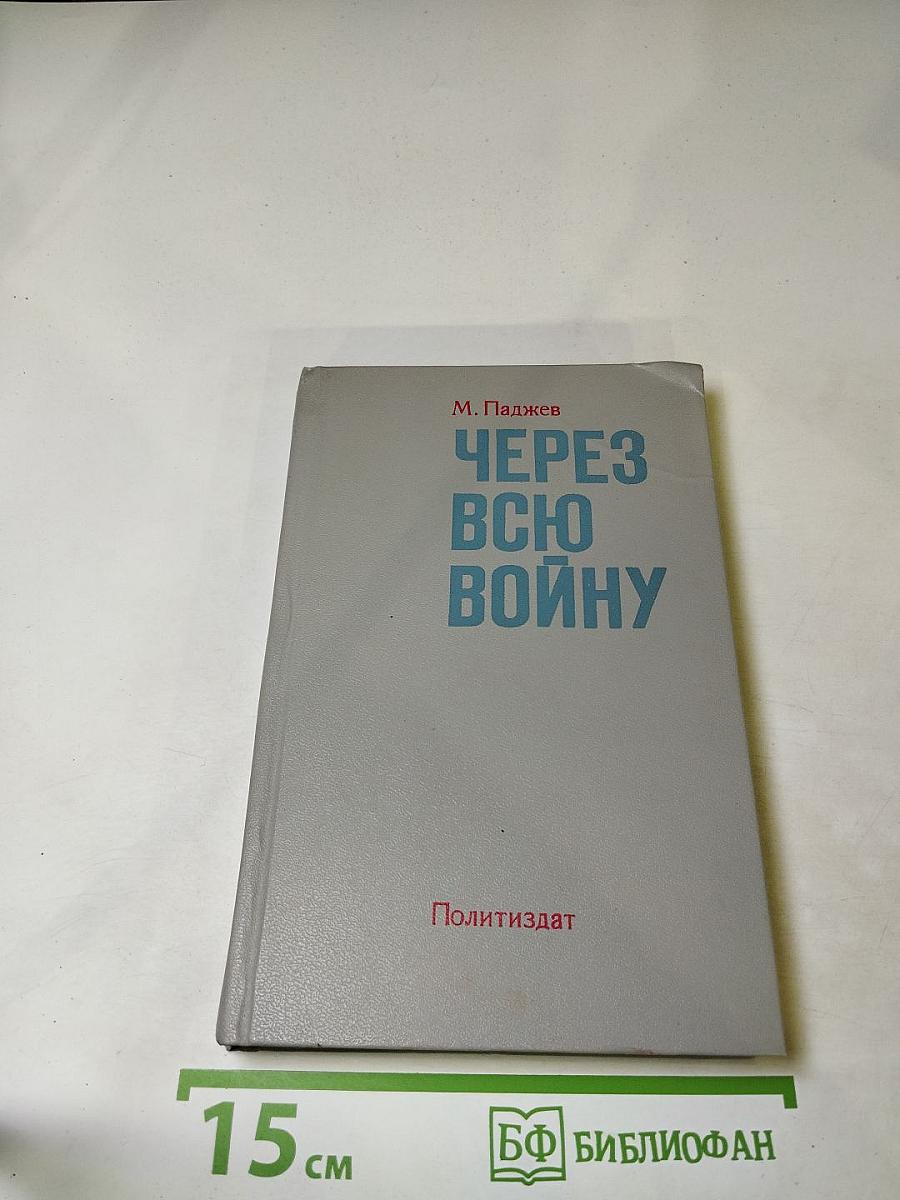 М. Паджев
ЧЕРЕЗ
ВСЮ
ВОЙНУ
Политиздат
15 см
БФ БИБЛИОФАН